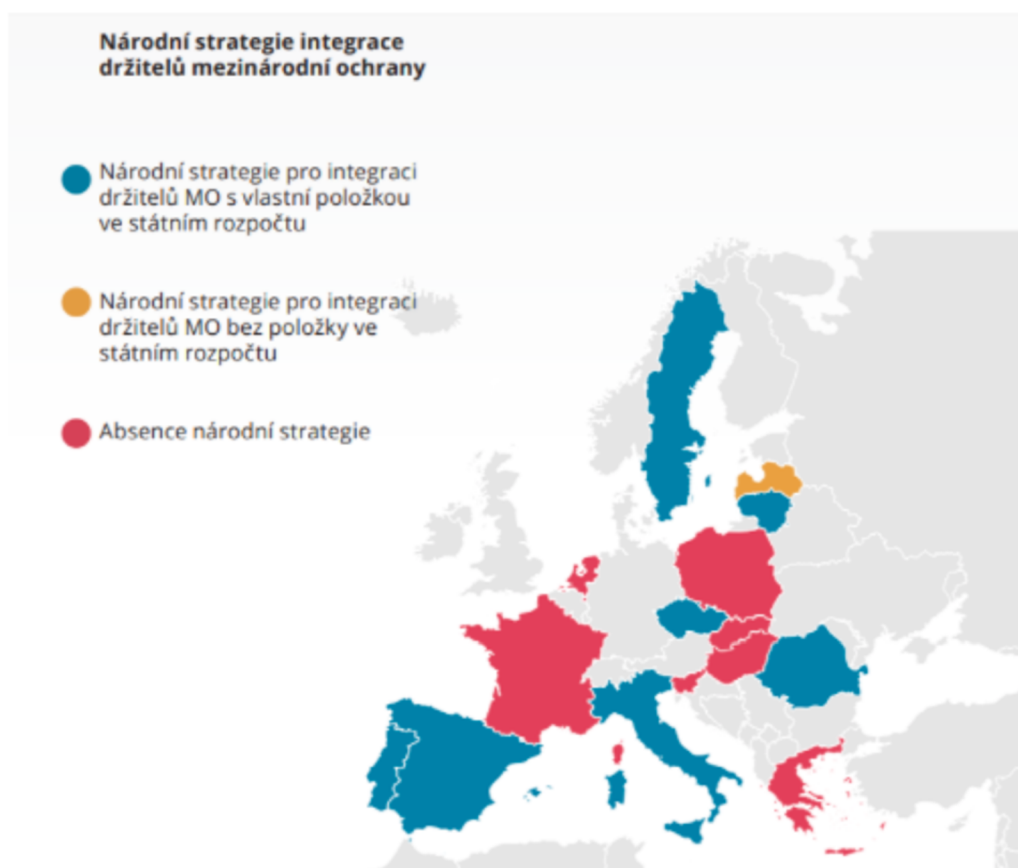 Národní strategie integrace
držitelů mezinárodní ochrany
Národní strategie pro integraci
držitelů MO s vlastní položkou
ve státním rozpočtu
Národní strategie pro integraci
držitelů MO bez položky ve
státním rozpočtu
Absence národní strategie